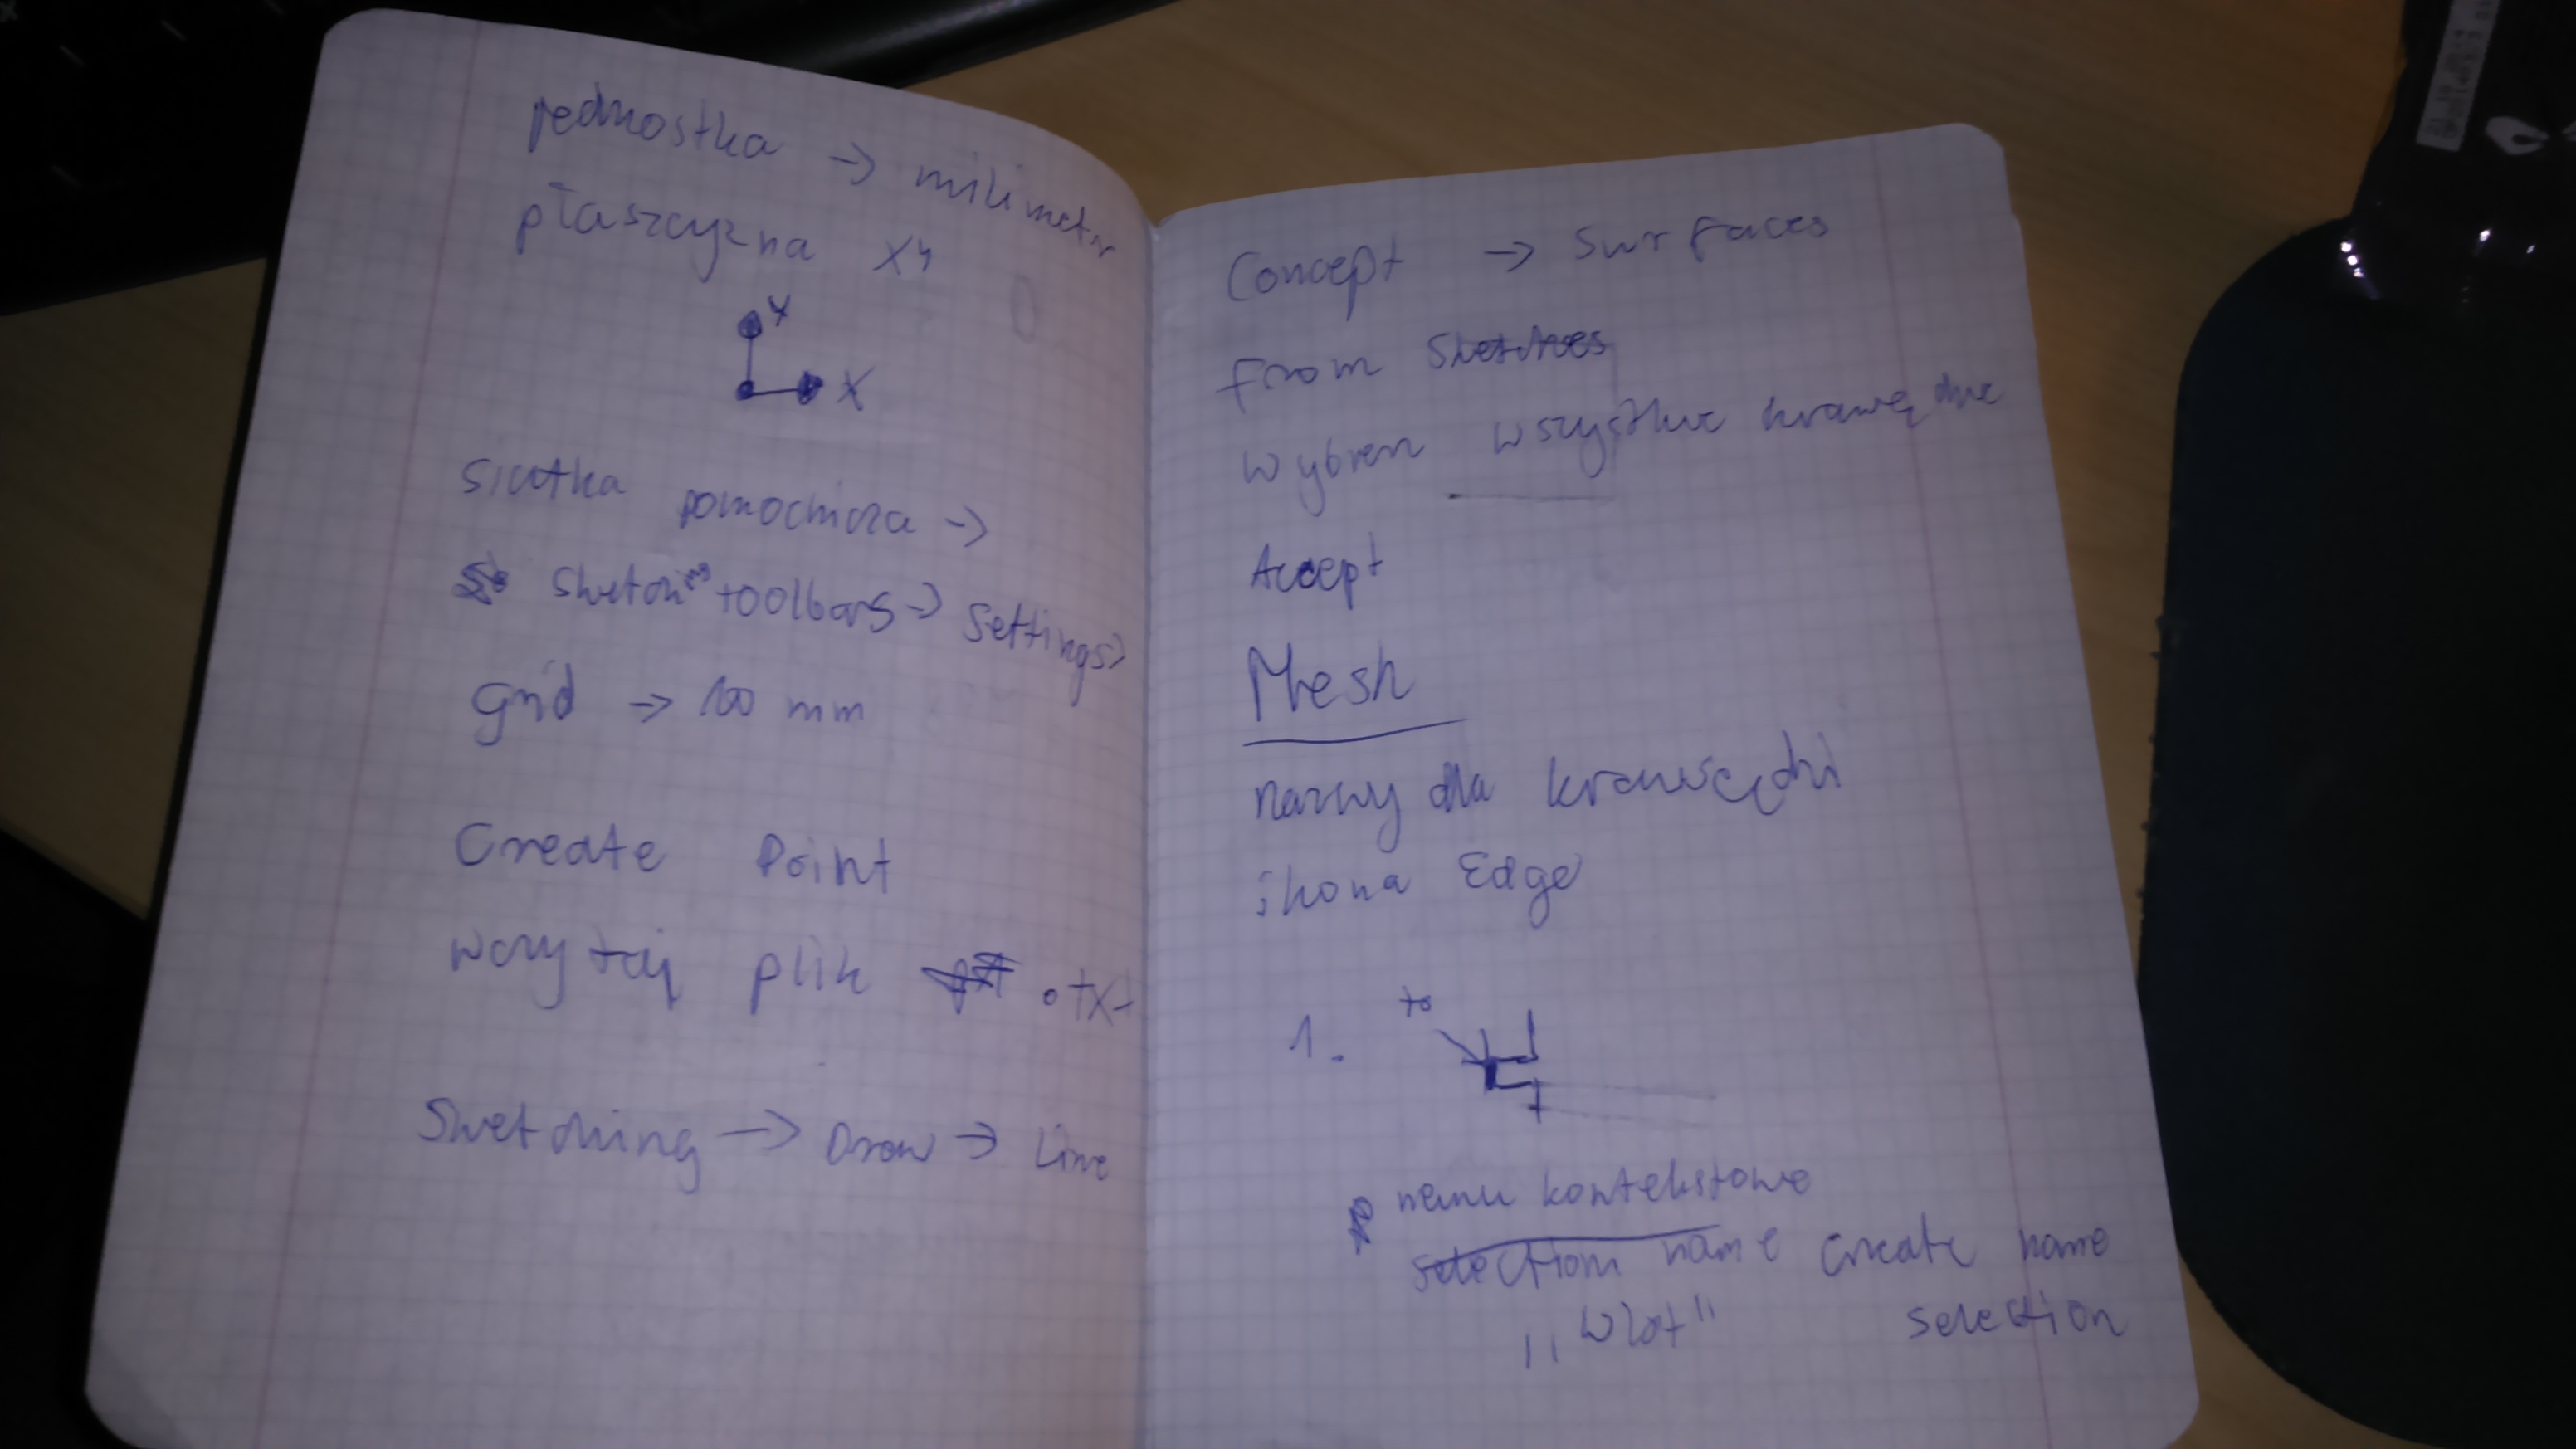 jednostka → milimetr
płaszczyzna XY
Y
X
siatka pomocnicza →
Sketching toolbars → Settings >
Grid → 100 mm
Create Point
wczytaj plik .txt
Sketching → Draw → Line
Concept → Surfaces
from Sketches
Wybierz wszystkie krawędzie
Accept
Mesh
nazwy dla krawędzi
ikona Edge
1. to
menu kontekstowe
selection name create name
„Wlot" selection